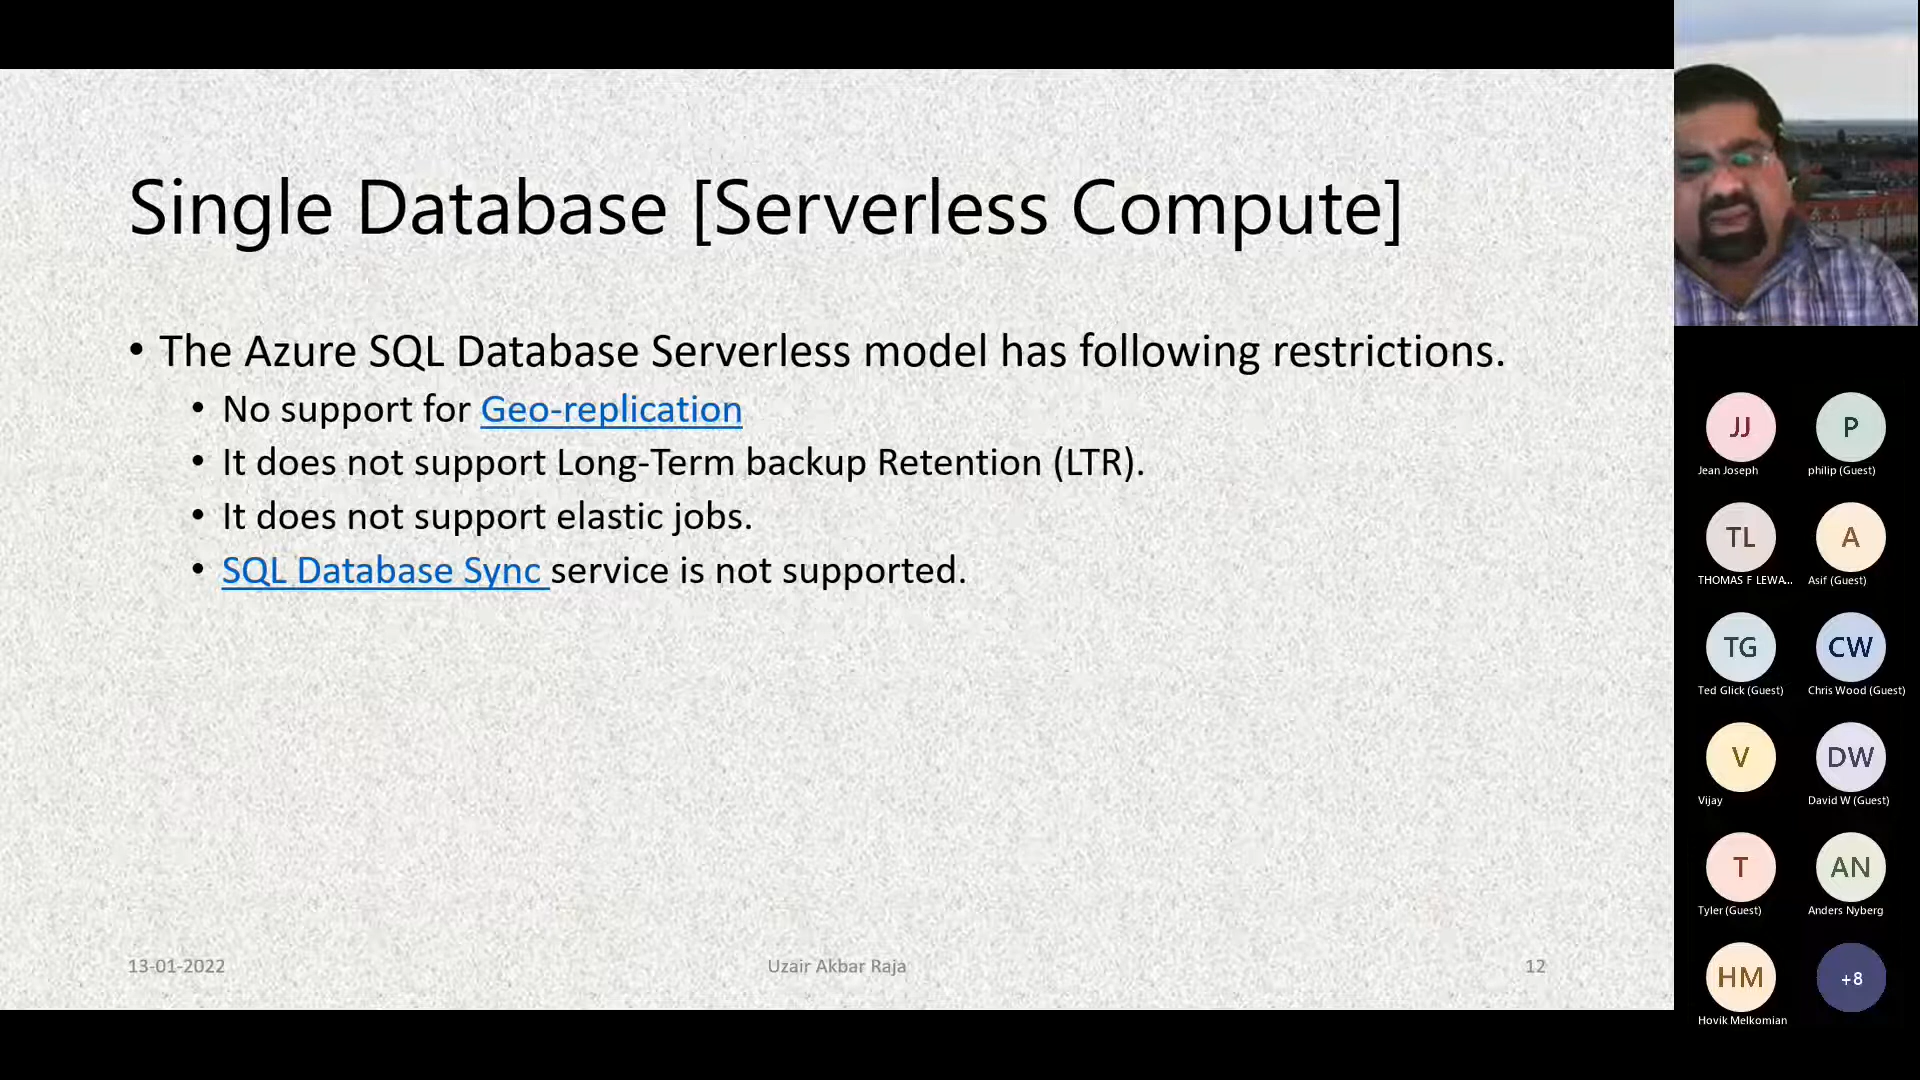 Single Database [Serverless Compute]
• The Azure SQL Database Serverless model has following restrictions.
• No support for Geo-replication
• It does not support Long-Term backup Retention (LTR).
• It does not support elastic jobs.
• SQL Database Sync service is not supported.
13-01-2022
Uzair Akbar Raja
12
JJ
Jean Joseph
P
philip (Guest)
TL
THOMAS F LEWA...
A
Asif (Guest)
TG
Ted Glick (Guest)
CW
Chris Wood (Guest)
V
Vijay
DW
David W (Guest)
T
Tyler (Guest)
AN
Anders Nyberg
HM
Hovik Melkomian
+8